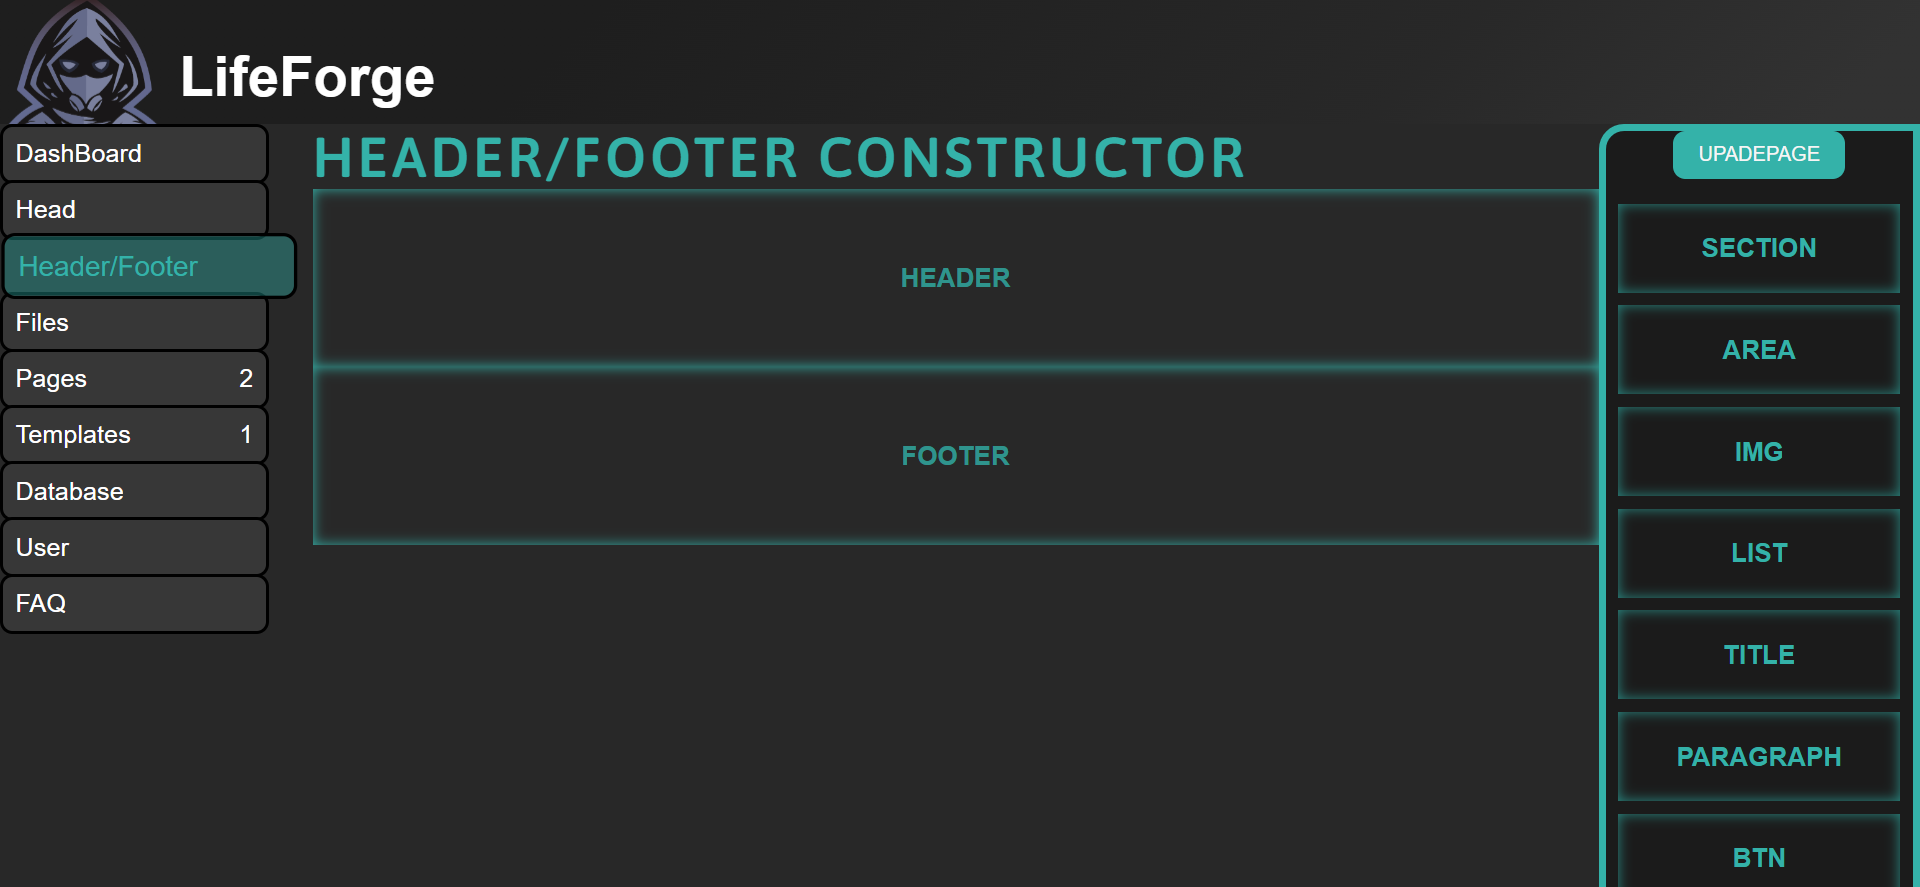 LifeForge
DashBoard
Head
Header/Footer
Files
Pages 2
Templates 1
Database
User
FAQ
HEADER/FOOTER CONSTRUCTOR
HEADER
FOOTER
UPADEPAGE
SECTION
AREA
IMG
LIST
TITLE
PARAGRAPH
BTN